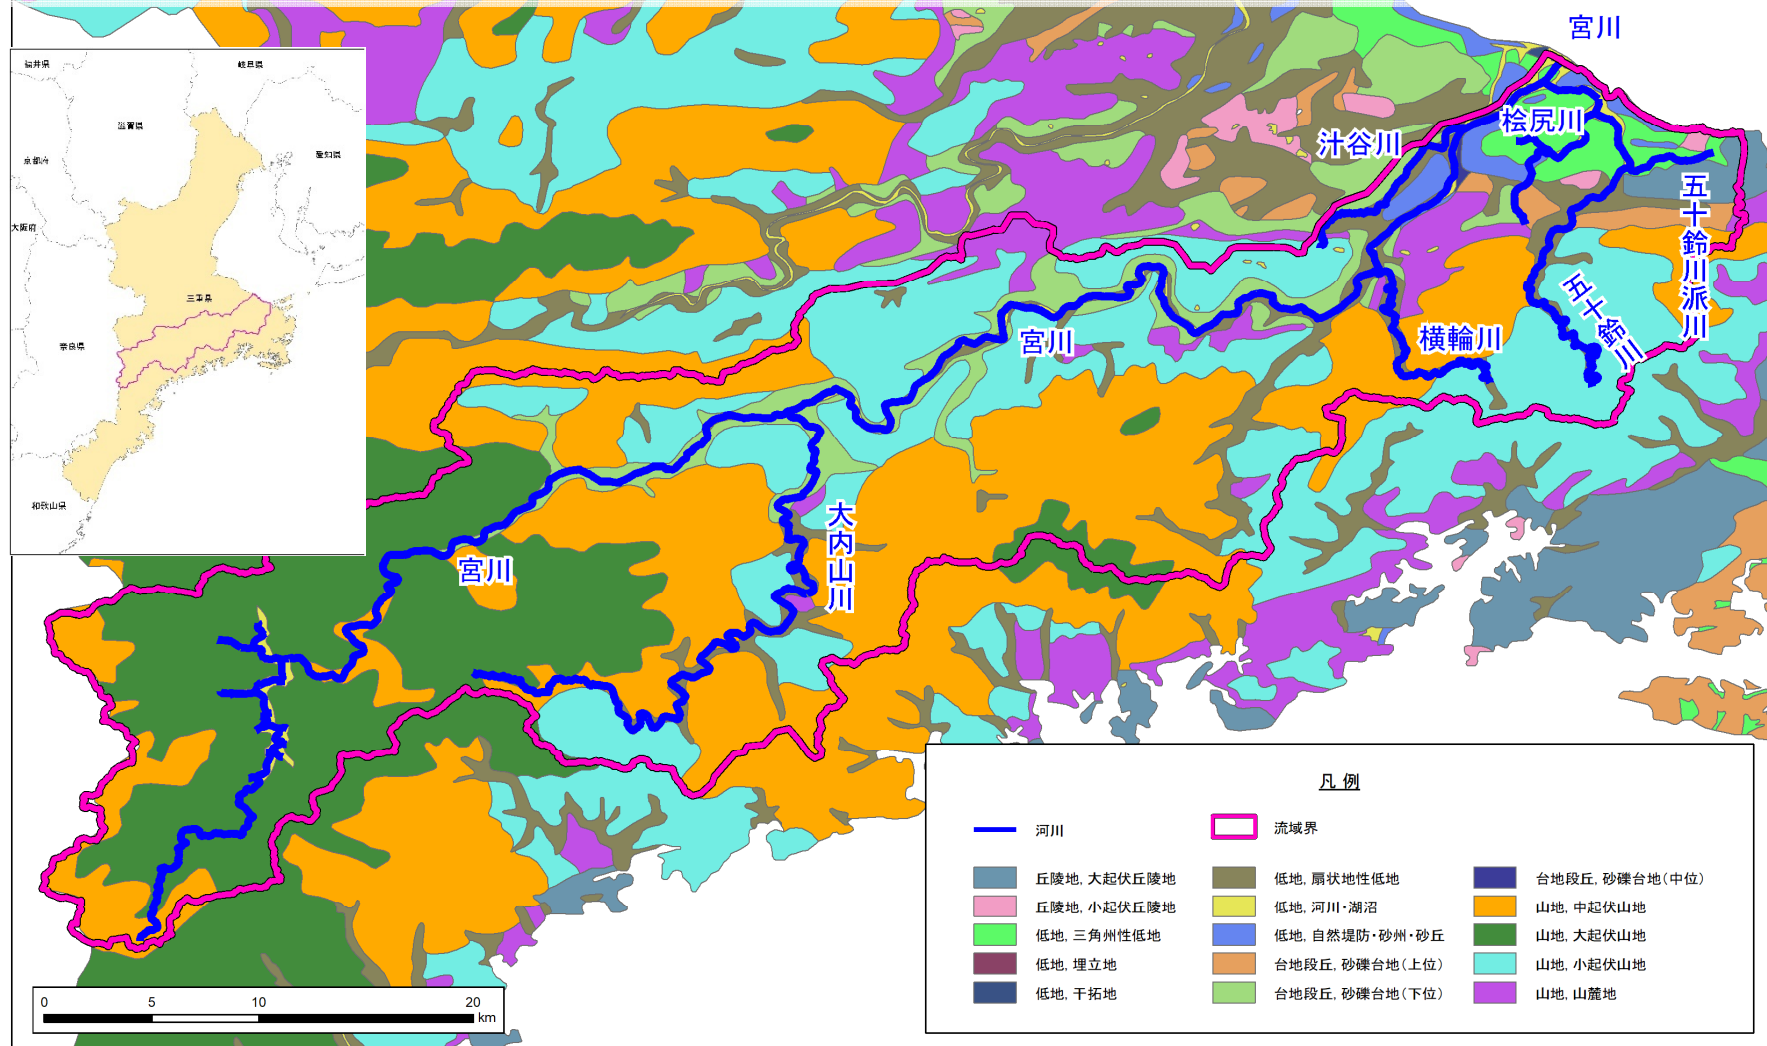 宮川
福井県
岐阜県
滋賀県
京都府
愛知県
大阪府
三重県
奈良県
和歌山県
汁谷川
桧尻川
五十鈴川派川
五十鈴川
横輪川
宮川
大内山川
宮川
凡 例
河川
流域界
丘陵地, 大起伏丘陵地
丘陵地, 小起伏丘陵地
低地, 三角州性低地
低地, 埋立地
低地, 干拓地
低地, 扇状地性低地
低地, 河川・湖沼
低地, 自然堤防・砂州・砂丘
台地段丘, 砂礫台地(上位)
台地段丘, 砂礫台地(下位)
台地段丘, 砂礫台地(中位)
山地, 中起伏山地
山地, 大起伏山地
山地, 小起伏山地
山地, 山麓地
0 5 10 20
km